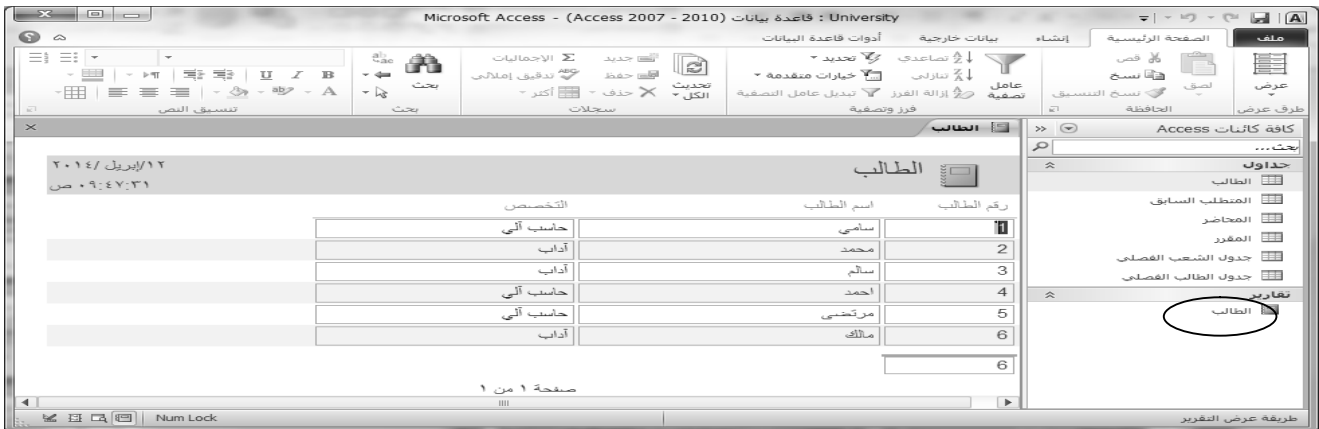 University : قاعدة بيانات (Access 2007 - 2010) - Microsoft Access
ملف الصفحة الرئيسية إنشاء بيانات خارجية أدوات قاعدة البيانات
عرض
طرق عرض
لصق
قص
نسخ
نسخ التنسيق
الحافظة
عامل تصفية
تصاعدي
تنازلي
إزالة الفرز
تحديد
خيارات متقدمة
تبديل عامل التصفية
فرز وتصفية
تحديث الكل
جديد
حفظ
حذف
الإجماليات
تدقيق إملائي
أكثر
سجلات
بحث
بحث
B I U
A
تنسيق النص
كافة كائنات Access
بحث...
جداول
الطالب
المتطلب السابق
المحاضر
المقرر
جدول الشعب الفصلي
جدول الطالب الفصلي
تقارير
الطالب
الطالب
الطالب
١٢/إبريل /٢٠١٤
٠٩:٤٧:٣١ ص
رقم الطالب اسم الطالب التخصص
1 سامي حاسب آلي
2 محمد آداب
3 سالم آداب
4 احمد حاسب آلي
5 مرتضى حاسب آلي
6 مالك آداب
6
صفحة ١ من ١
طريقة عرض التقرير
Num Lock